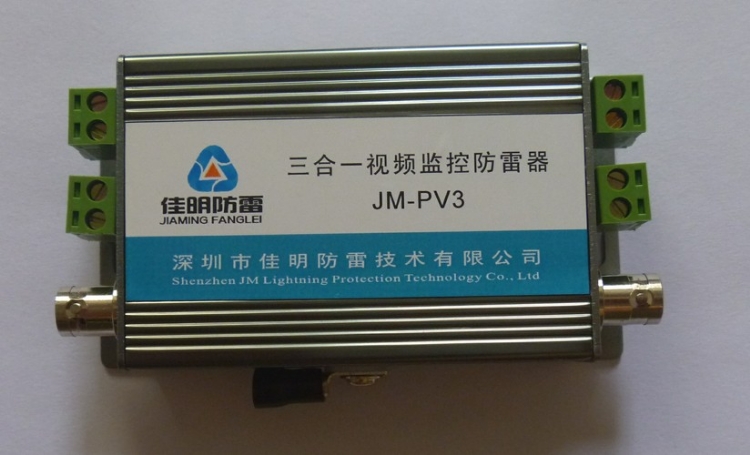 三合一视频监控防雷器
JM-PV3
佳明防雷
JIAMING FANGLEI
深圳市佳明防雷技术有限公司
Shenzhen JM Lightning Protection Technology Co., Ltd